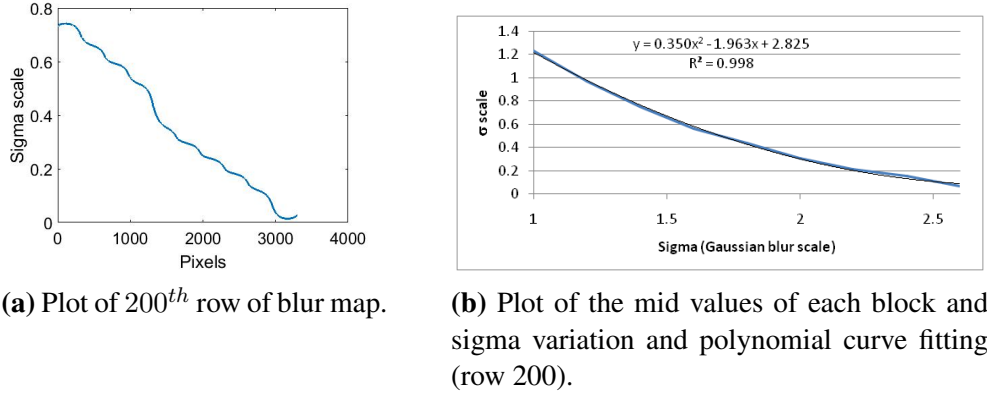 0.8
0.6
0.4
0.2
0
Sigma scale
0 1000 2000 3000 4000
Pixels
(a) Plot of 200th row of blur map.
1.4
1.2
1
0.8
0.6
0.4
0.2
0
σ scale
y = 0.350x² - 1.963x + 2.825
R² = 0.998
1 1.5 2 2.5
Sigma (Gaussian blur scale)
(b) Plot of the mid values of each block and
sigma variation and polynomial curve fitting
(row 200).